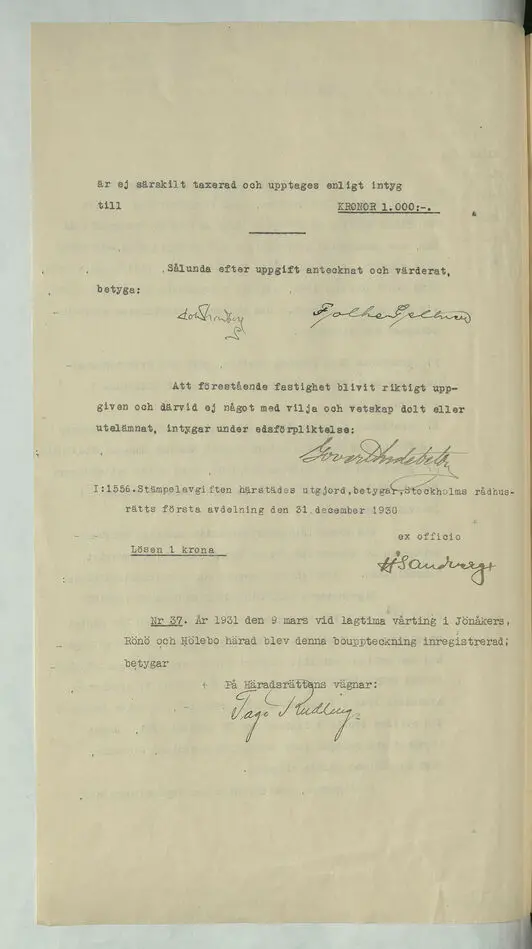 är ej särskilt taxerad och upptages enligt intyg
till KRONOR 1.000:-.
Sålunda efter uppgift antecknat och värderat,
betyga:
Att förestående fastighet blivit riktigt upp-
given och därvid ej något med vilja och vetskap dolt eller
utelämnat, intygar under edsförpliktelse:
I:1556.Stämpelavgiften härstädes utgjord,betygar,Stockholms rådhus-
rätts första avdelning den 31 december 1930
ex officio
Lösen 1 krona
H Sandberg
Nr 37. År 1931 den 9 mars vid lagtima vårting i Jönåkers,
Rönö och Hölebo härad blev denna bouppteckning inregistrerad;
betygar
På Häradsrättens vägnar:
Tage Rudling